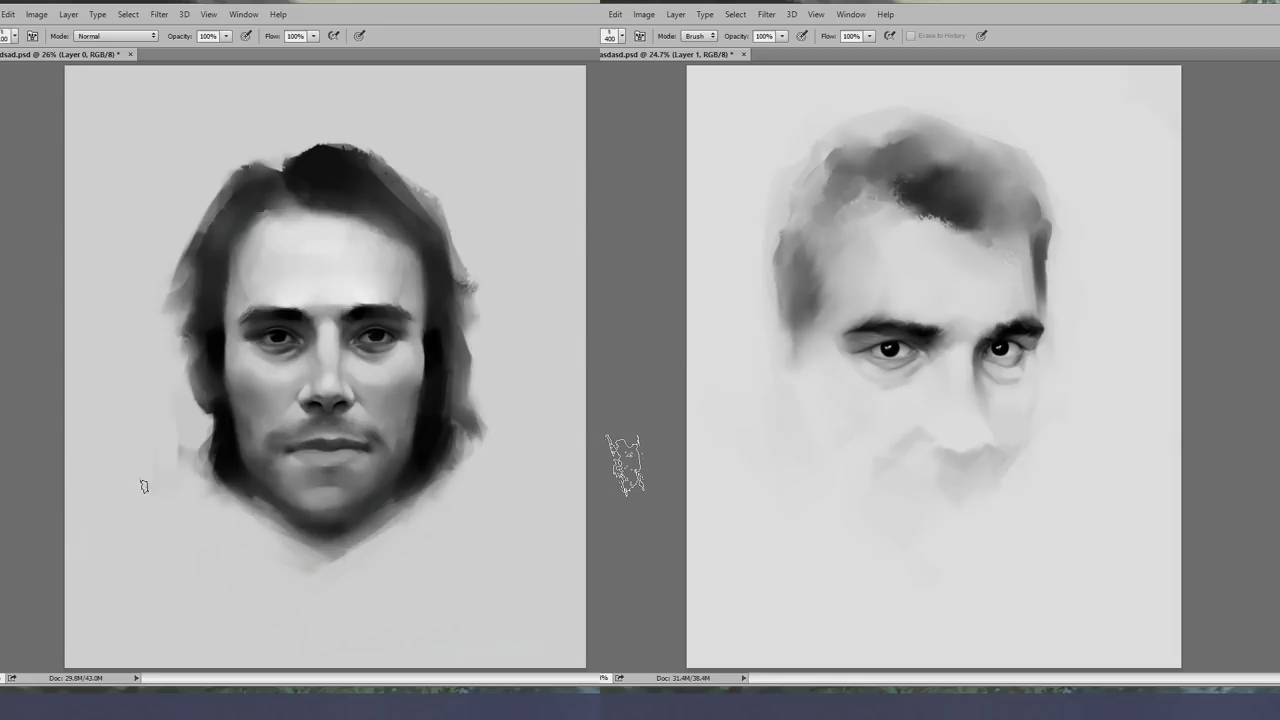 Edit Image Layer Type Select Filter 3D View Window Help
Mode: Normal Opacity: 100% Flow: 100%
dsad.psd @ 26% (Layer 0, RGB/8) * ×
Doc: 29.8M/43.0M
Edit Image Layer Type Select Filter 3D View Window Help
400 Mode: Brush Opacity: 100% Flow: 100% Erase to History
asdasd.psd @ 24.7% (Layer 1, RGB/8) * ×
Doc: 31.4M/38.4M